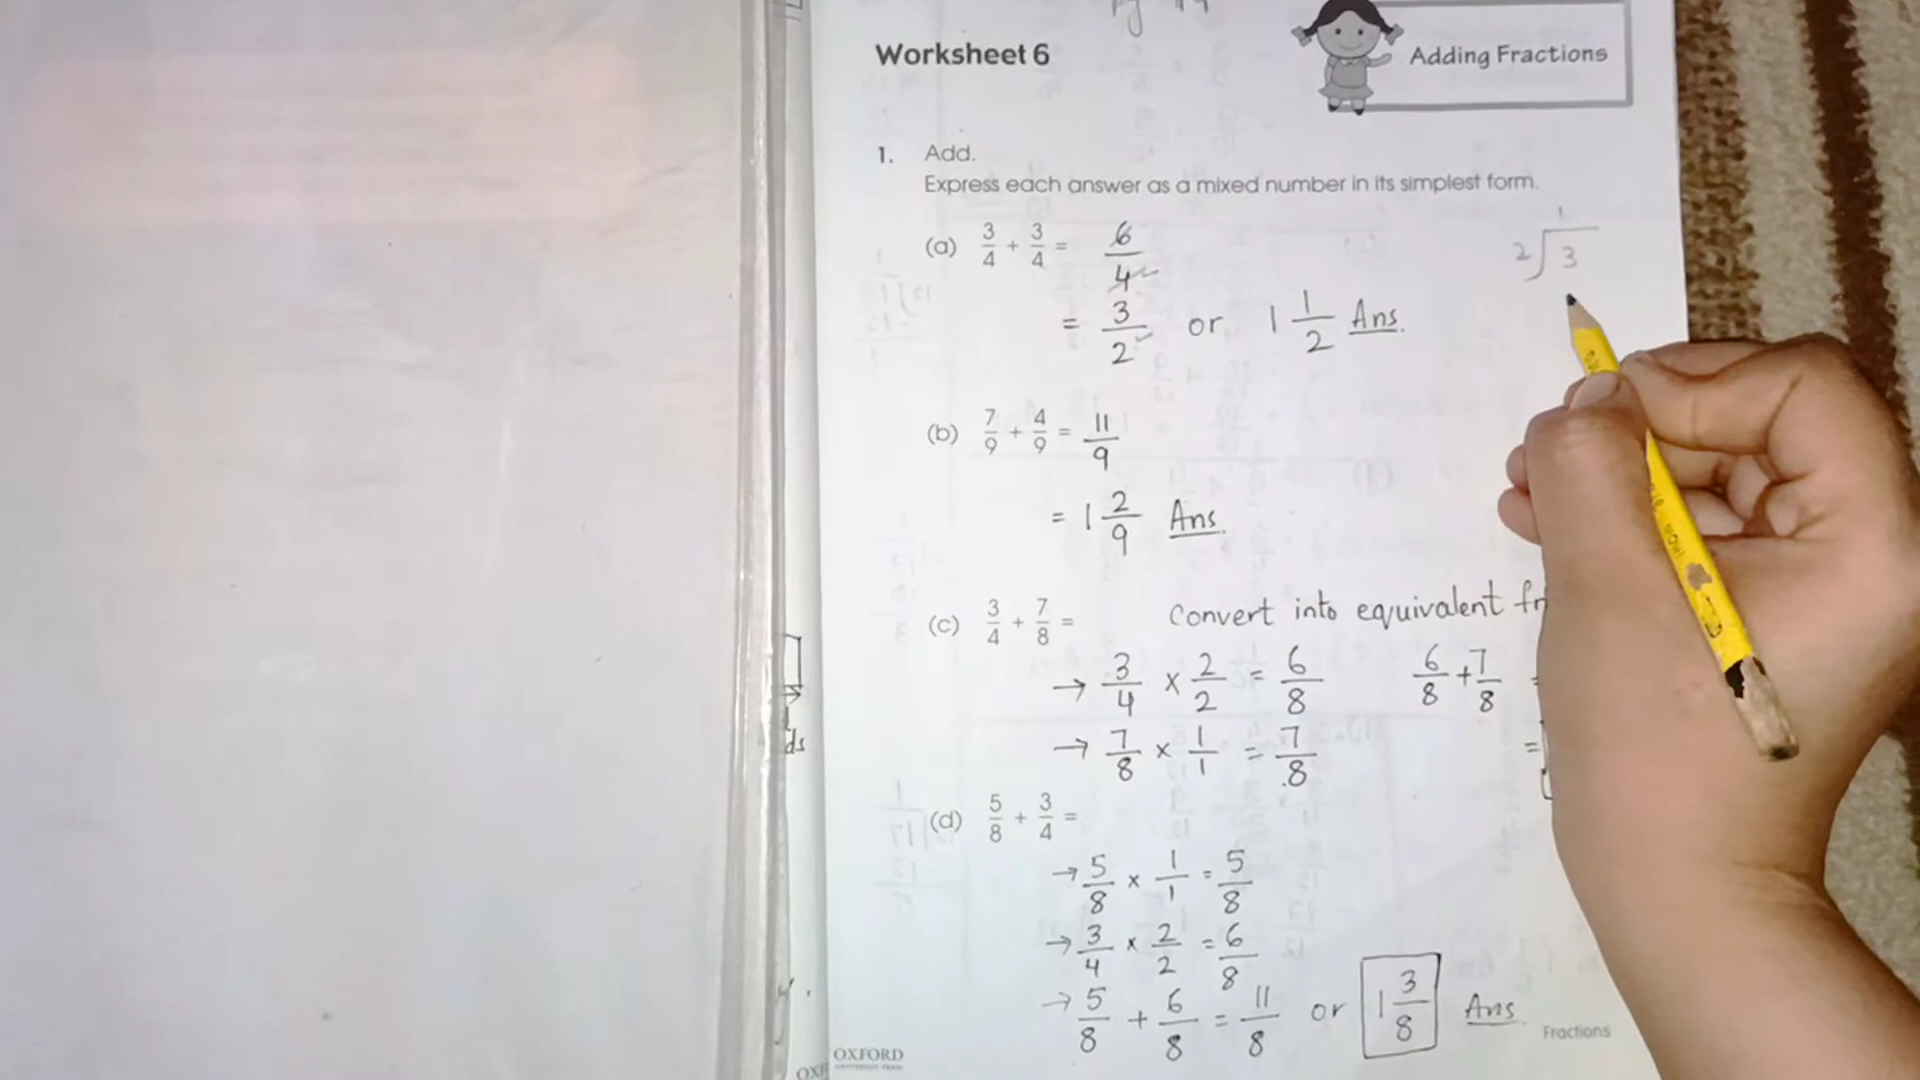 Worksheet 6
Adding Fractions
1. Add.
Express each answer as a mixed number in its simplest form.
(a) 3/4 + 3/4 = 6/4
= 3/2 or 1 1/2 Ans.
1
2 3
(b) 7/9 + 4/9 = 11/9
= 1 2/9 Ans.
(c) 3/4 + 7/8 = Convert into equivalent
→ 3/4 × 2/2 = 6/8 6/8 + 7/8 =
→ 7/8 × 1/1 = 7/8 =
(d) 5/8 + 3/4 =
→ 5/8 × 1/1 = 5/8
→ 3/4 × 2/2 = 6/8
→ 5/8 + 6/8 = 11/8 or 1 3/8 Ans
Fractions
OXFORD
UNIVERSITY PRESS